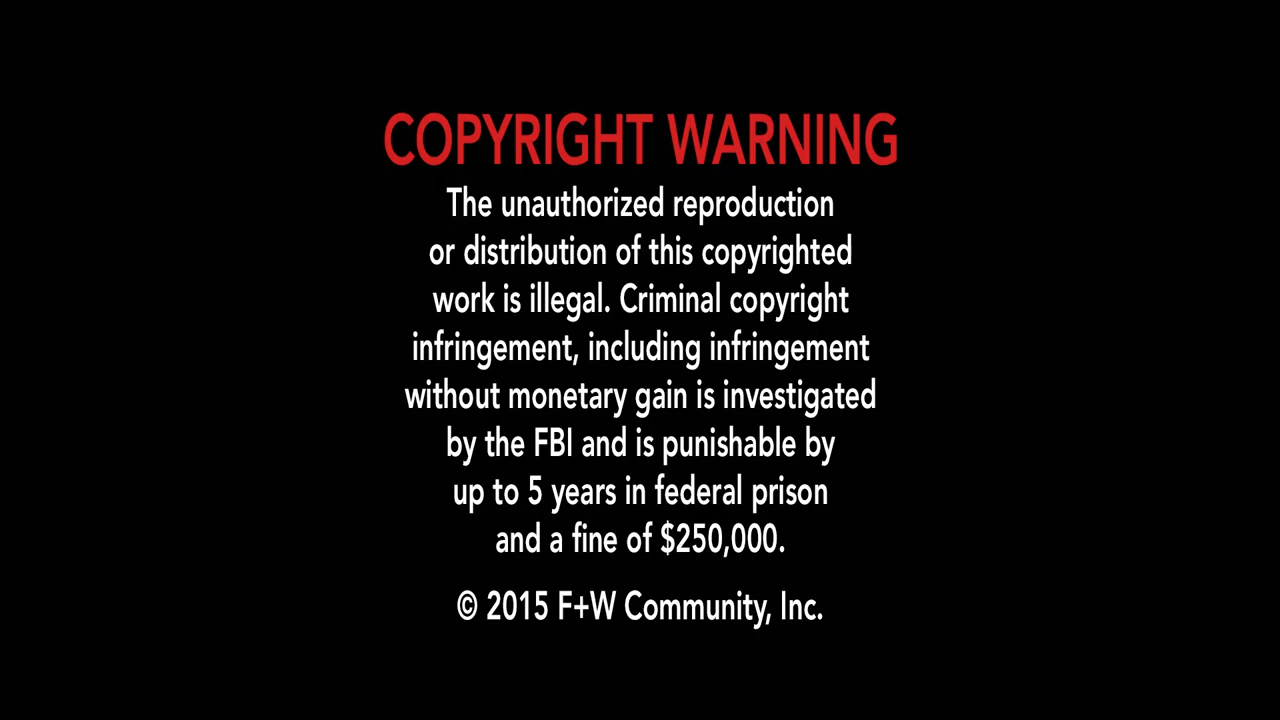 COPYRIGHT WARNING
The unauthorized reproduction
or distribution of this copyrighted
work is illegal. Criminal copyright
infringement, including infringement
without monetary gain is investigated
by the FBI and is punishable by
up to 5 years in federal prison
and a fine of $250,000.
© 2015 F+W Community, Inc.